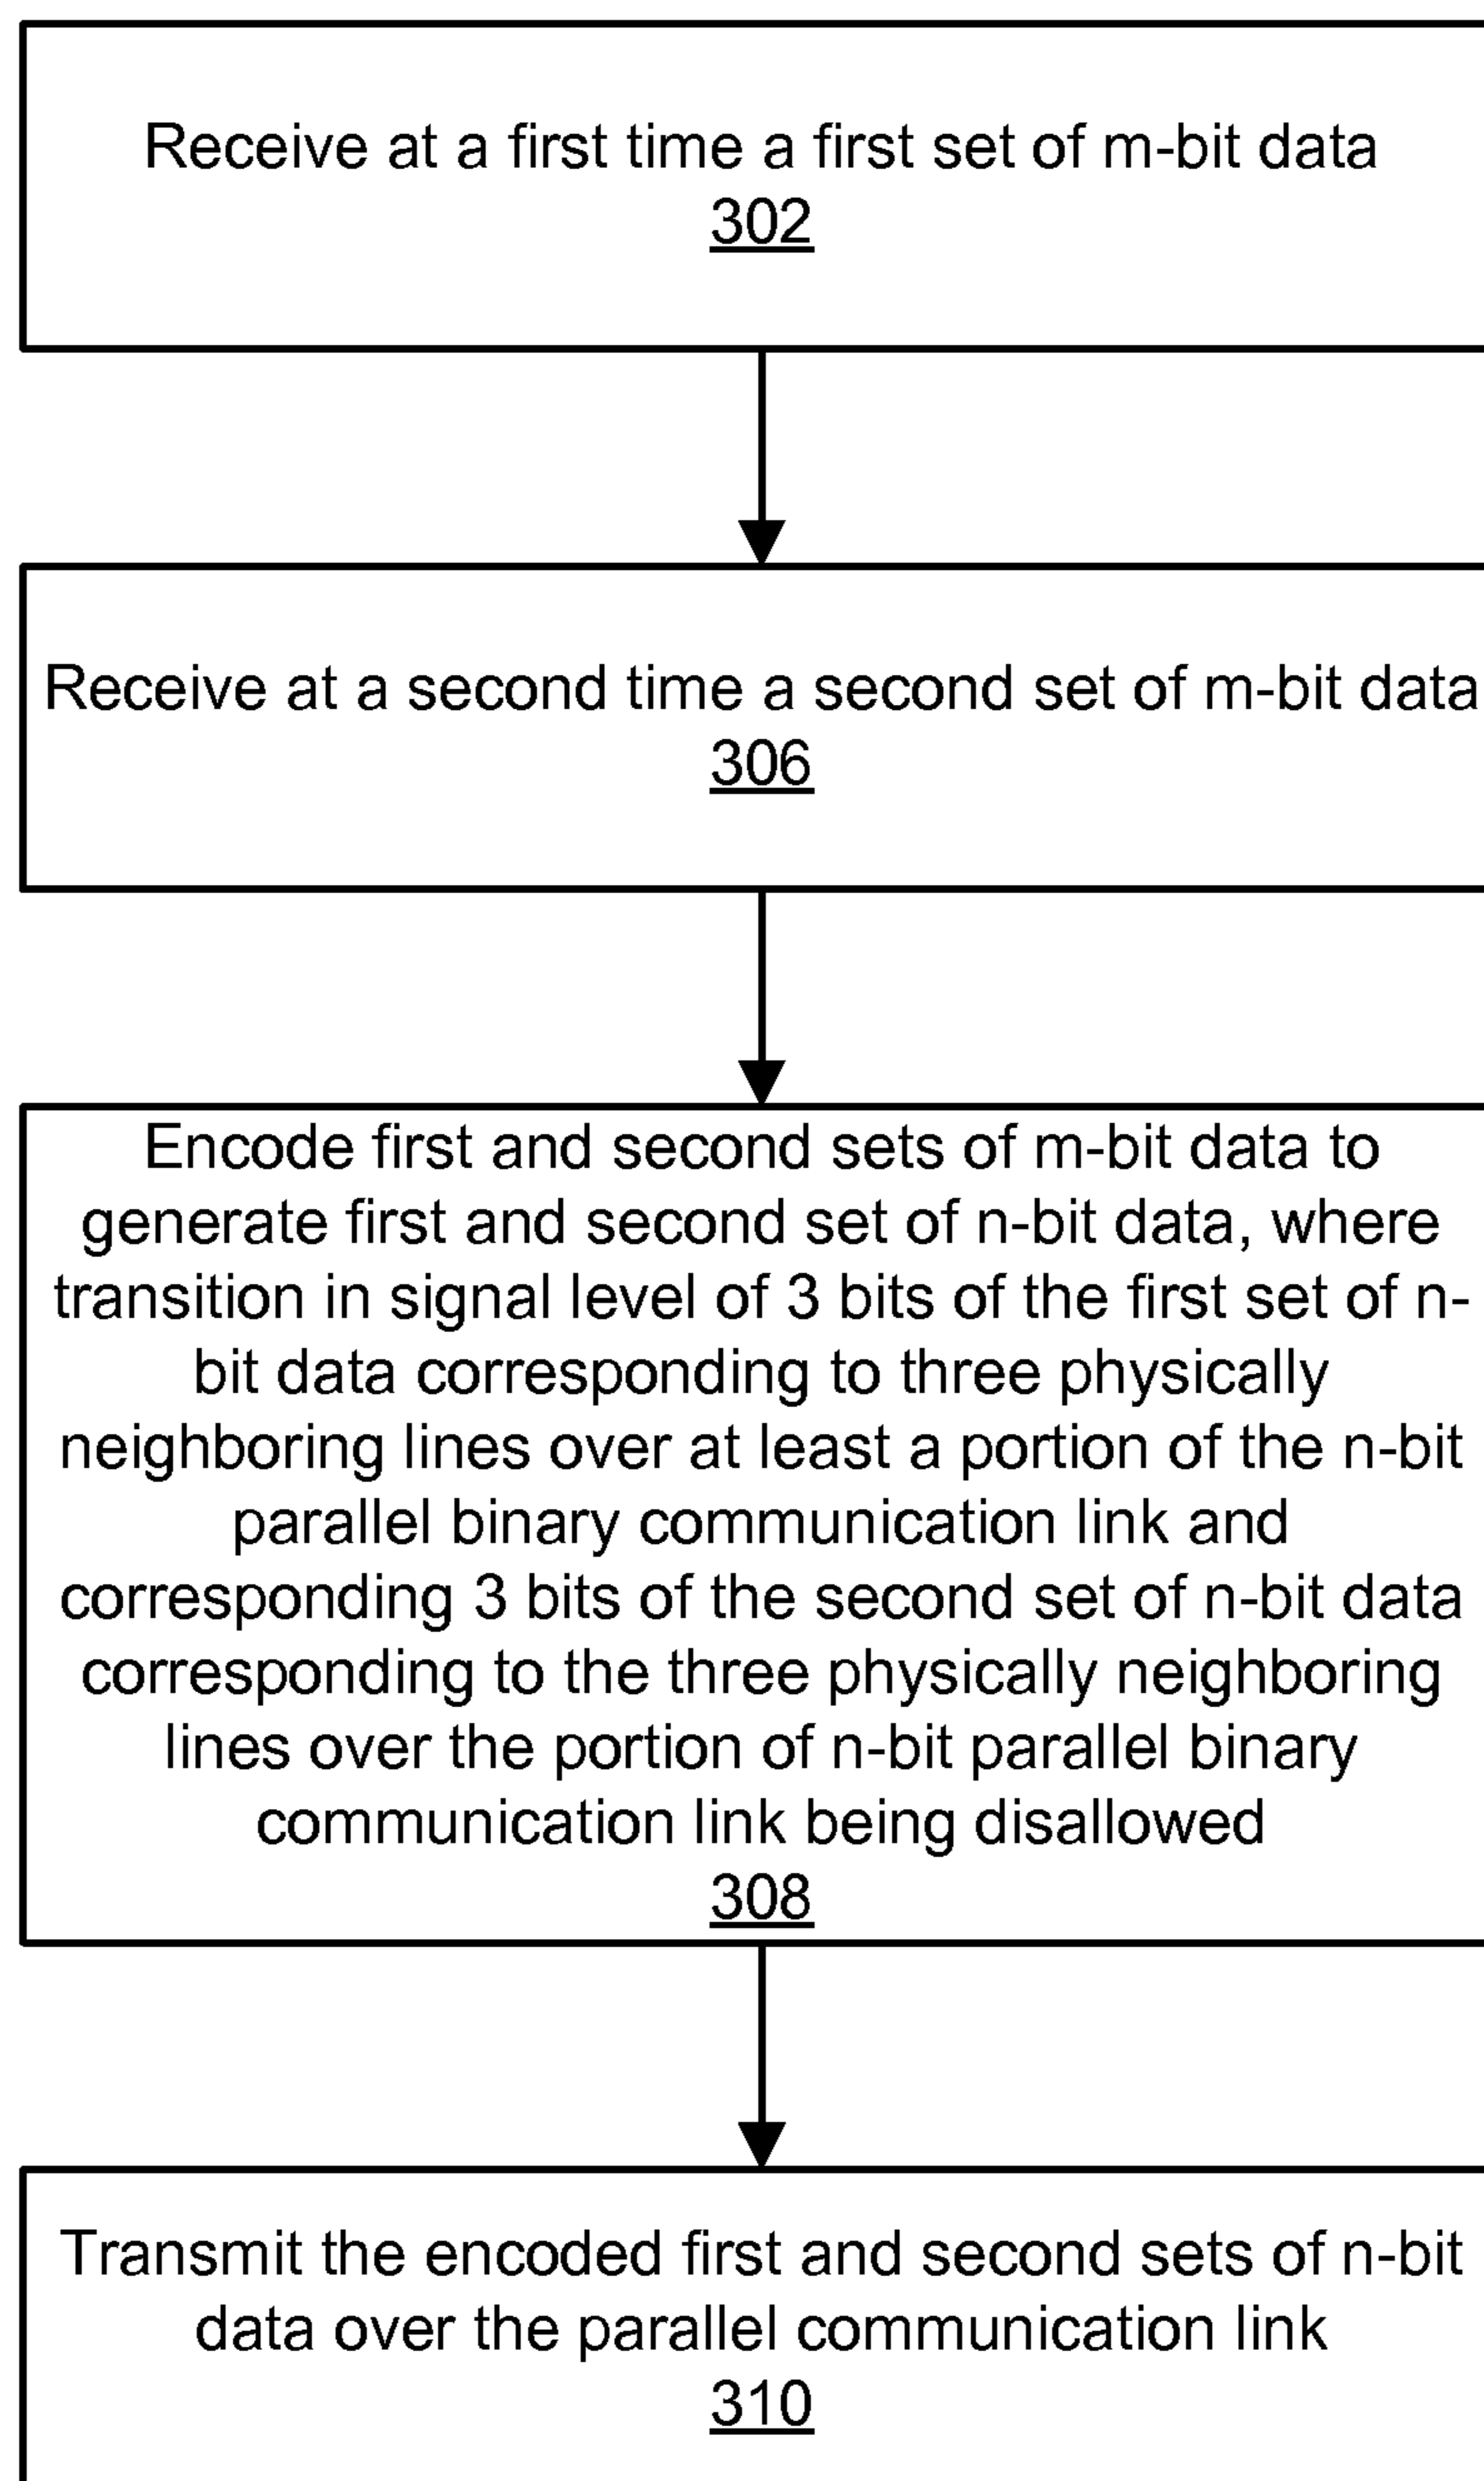 Receive at a first time a first set of m-bit data
302
Receive at a second time a second set of m-bit data
306
Encode first and second sets of m-bit data to
generate first and second set of n-bit data, where
transition in signal level of 3 bits of the first set of n-
bit data corresponding to three physically
neighboring lines over at least a portion of the n-bit
parallel binary communication link and
corresponding 3 bits of the second set of n-bit data
corresponding to the three physically neighboring
lines over the portion of n-bit parallel binary
communication link being disallowed
308
Transmit the encoded first and second sets of n-bit
data over the parallel communication link
310